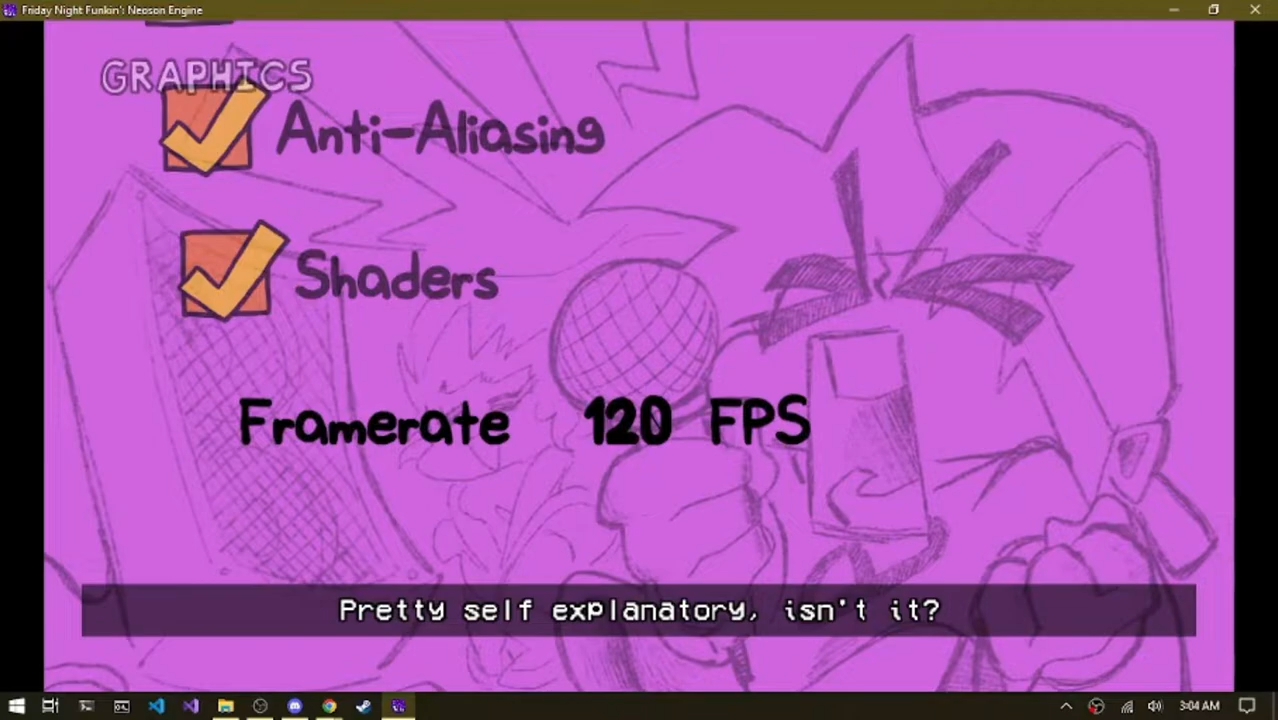 Friday Night Funkin': Neoson Engine
GRAPHICS
Anti-Aliasing
Shaders
Framerate 120 FPS
Pretty self explanatory, isn't it?
3:04 AM